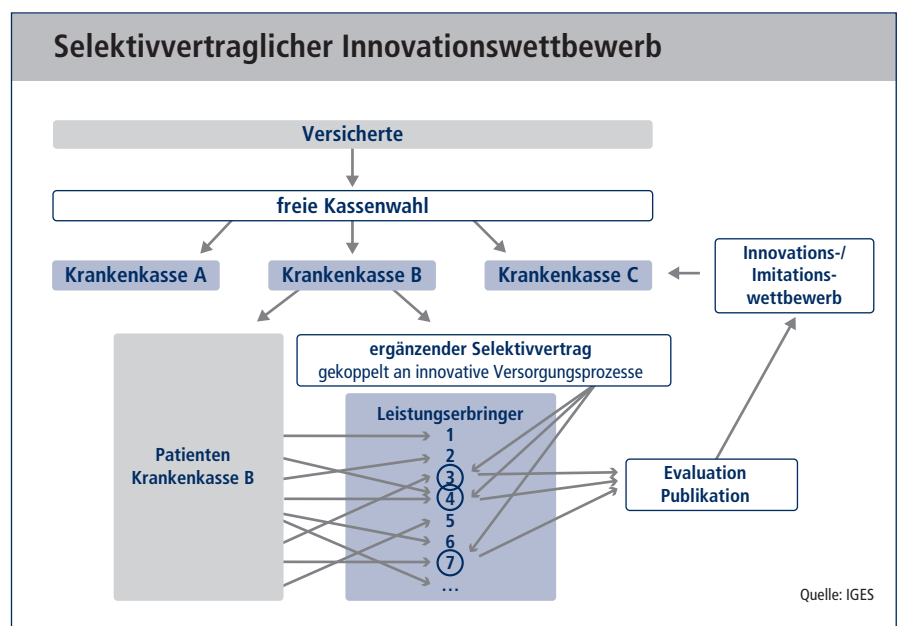 Selektivvertraglicher Innovationswettbewerb
Versicherte
freie Kassenwahl
Krankenkasse A
Krankenkasse B
Krankenkasse C
Innovations-/
Imitations-
wettbewerb
ergänzender Selektivvertrag
gekoppelt an innovative Versorgungsprozesse
Patienten
Krankenkasse B
Leistungserbringer
1
2
3
4
5
6
7
...
Evaluation
Publikation
Quelle: IGES